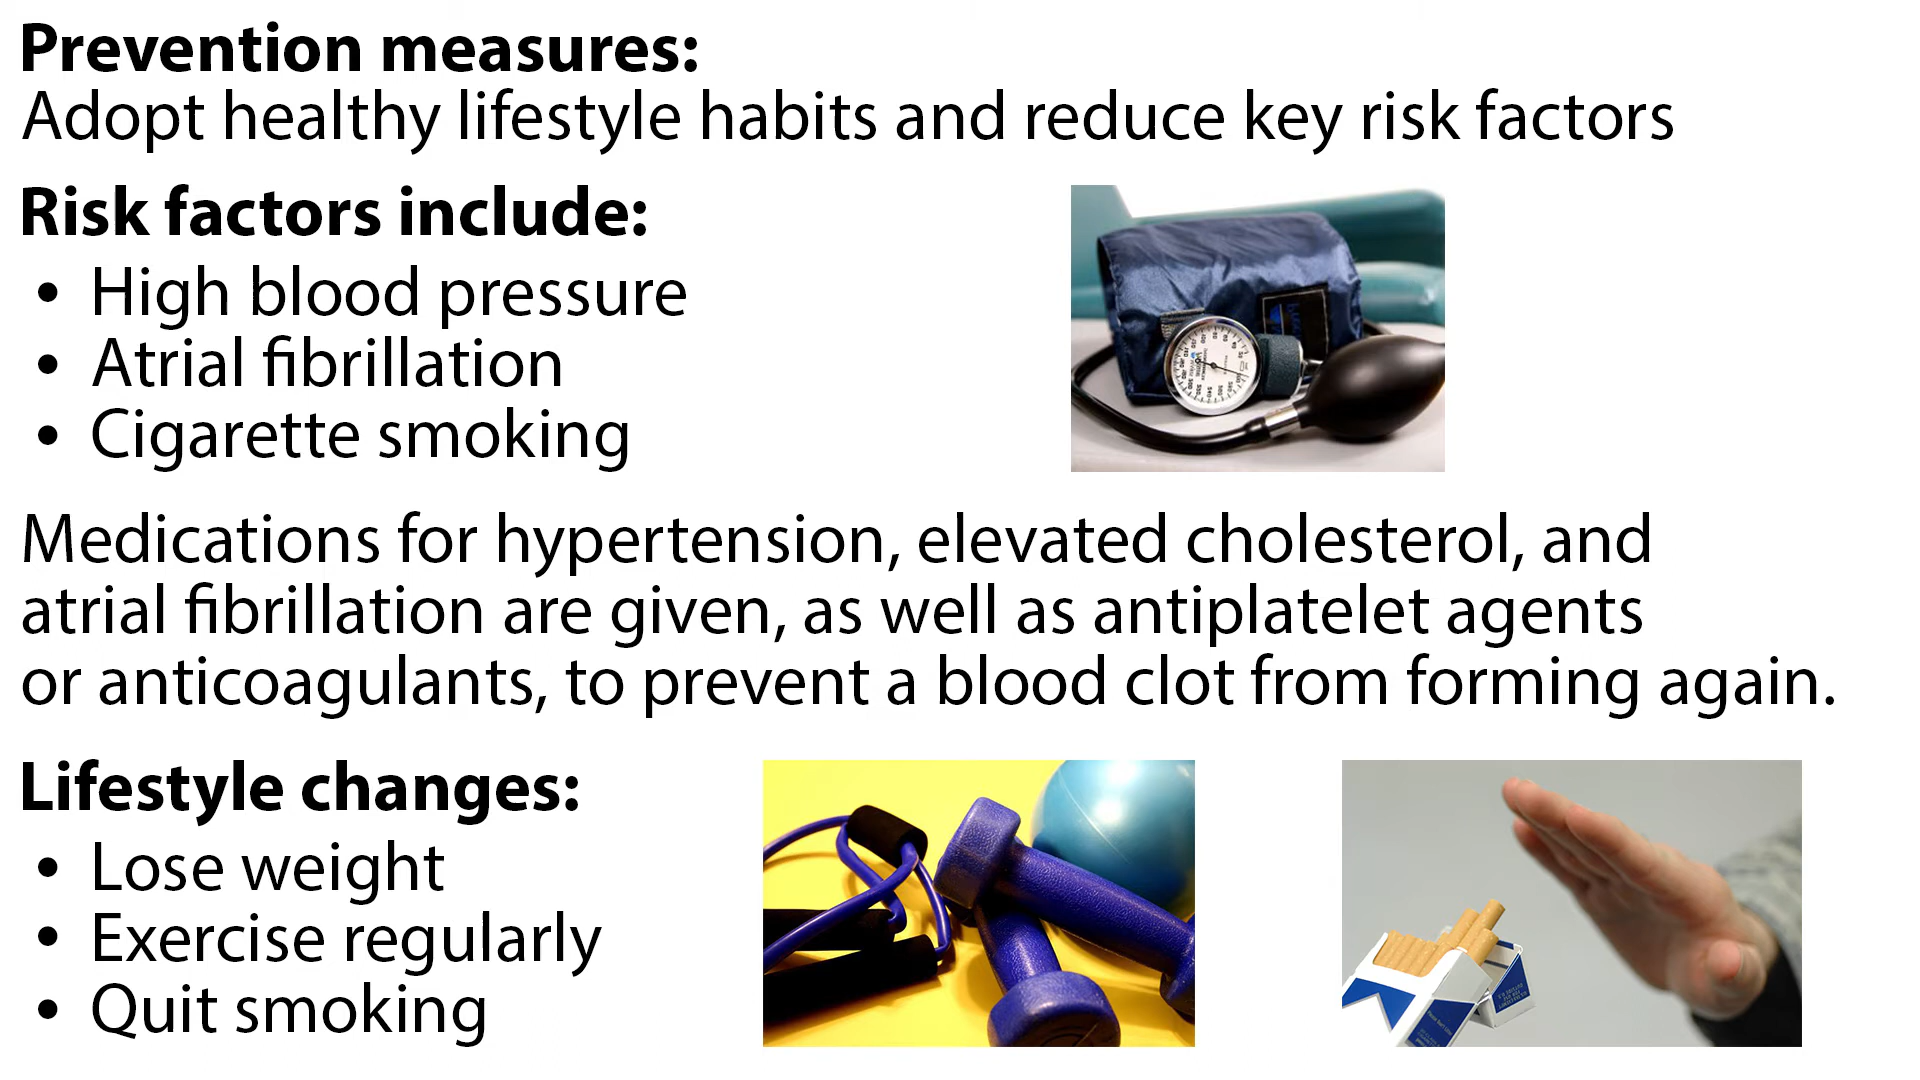 Prevention measures:
Adopt healthy lifestyle habits and reduce key risk factors
Risk factors include:
• High blood pressure
• Atrial fibrillation
• Cigarette smoking
Medications for hypertension, elevated cholesterol, and
atrial fibrillation are given, as well as antiplatelet agents
or anticoagulants, to prevent a blood clot from forming again.
Lifestyle changes:
• Lose weight
• Exercise regularly
• Quit smoking